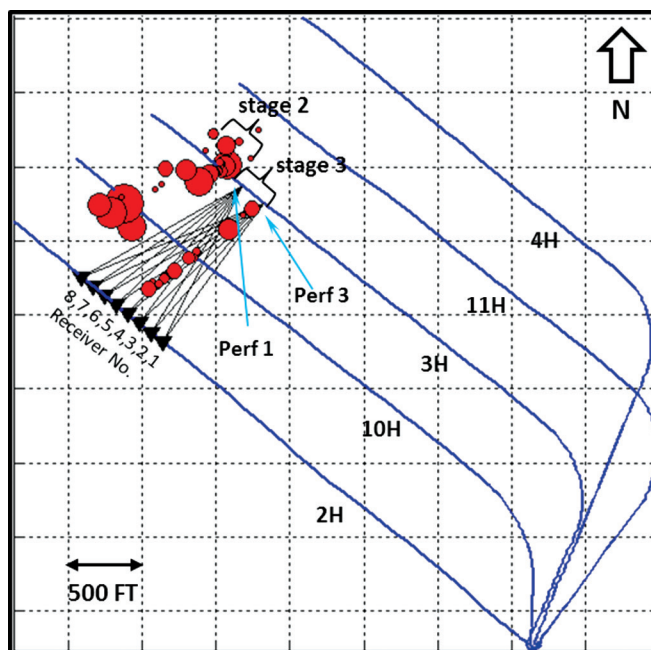 N
stage 2
stage 3
4H
Perf 3
11H
8,7,6,5,4,3,2,1
Receiver No.
Perf 1
3H
10H
2H
500 FT